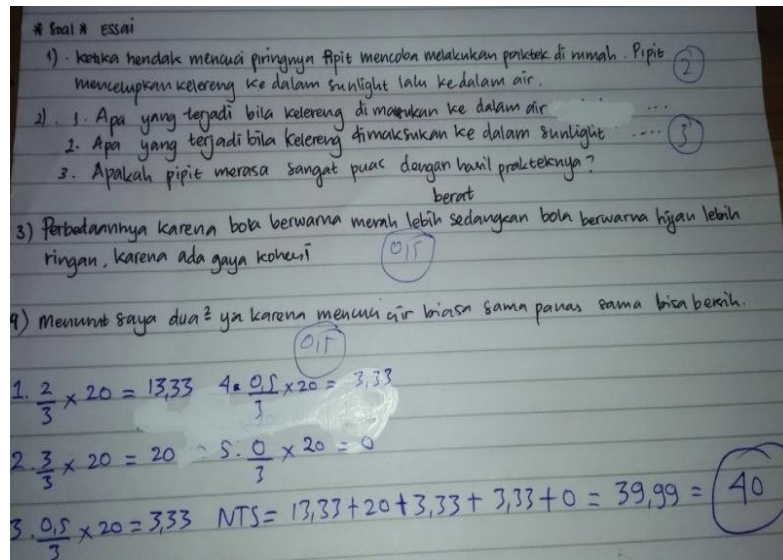 * Soal * Essai
1). ketika hendak mencuci piringnya Pipit mencoba melakukan praktek di rumah. Pipit
mencelupkan kelereng ke dalam sunlight lalu kedalam air. 2
2). 1. Apa yang terjadi bila kelereng dimasukan ke dalam air ...
2. Apa yang terjadi bila kelereng dimaksukan ke dalam sunlight .... 3
3. Apakah pipit merasa sangat puas dengan hasil prakteknya?
berat
3) Perbedaannya karena bola berwarna merah lebih sedangkan bola berwarna hijau lebih
ringan, karena ada gaya kohesi 0,5
4) Menurut saya dua² ya karena mencuci air biasa sama panas sama bisa bersih.
0,5
1. 2/3 × 20 = 13,33 4. 0,5/3 × 20 = 3,33
2. 3/3 × 20 = 20 5. 0/3 × 20 = 0
3. 0,5/3 × 20 = 3,33 NTS = 13,33 + 20 + 3,33 + 3,33 + 0 = 39,99 = 40